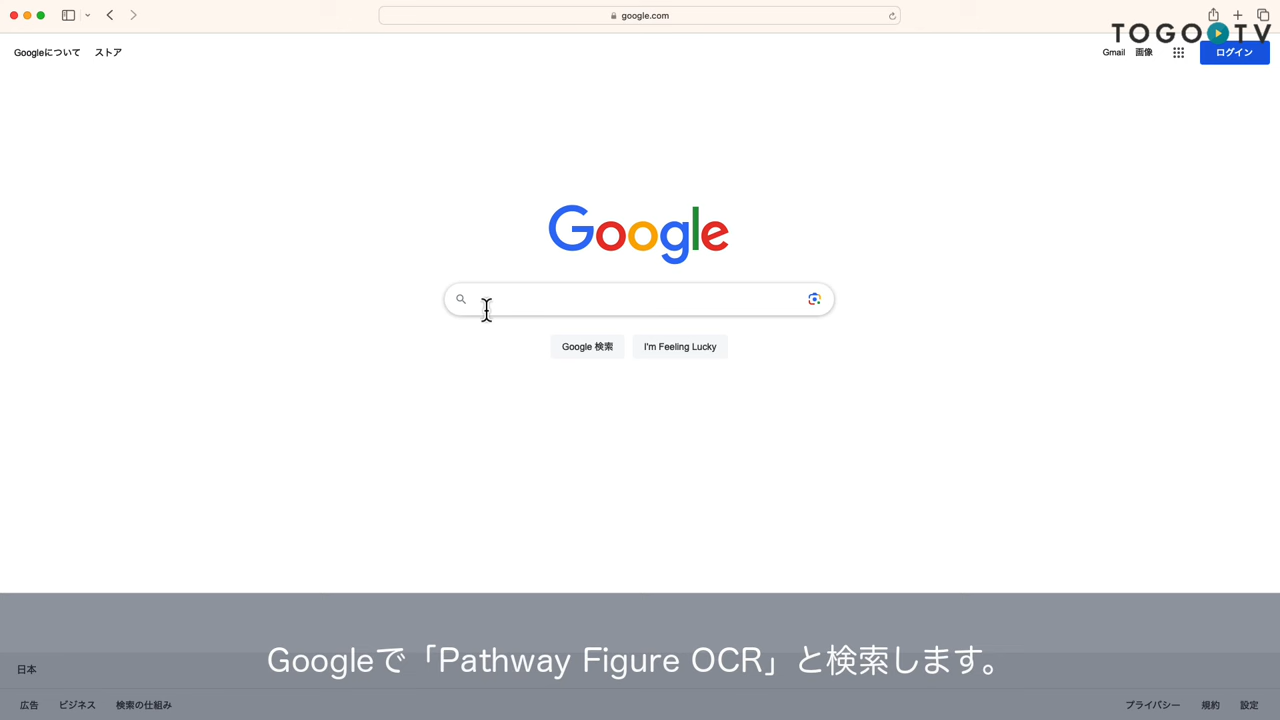 google.com
TOGO TV
Googleについて ストア
Gmail 画像 ログイン
Google
Google 検索 I'm Feeling Lucky
Googleで「Pathway Figure OCR」と検索します。
日本
広告 ビジネス 検索の仕組み
プライバシー 規約 設定